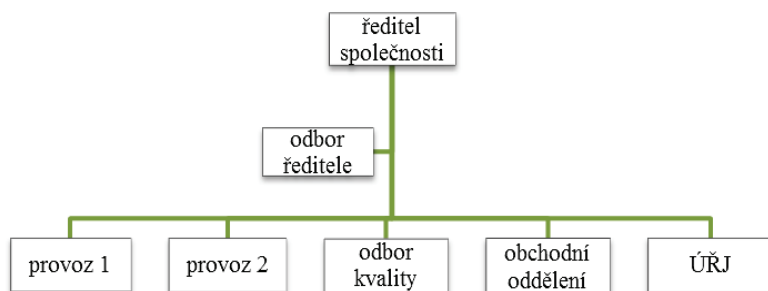 ředitel
společnosti
odbor
ředitele
provoz 1
provoz 2
odbor
kvality
obchodní
oddělení
ÚŘJ